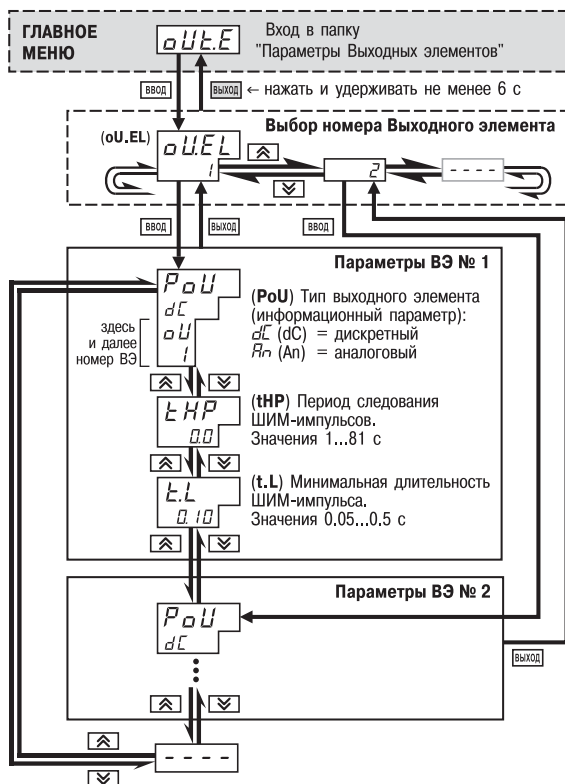 ГЛАВНОЕ
МЕНЮ
oUt.E
Вход в папку
"Параметры Выходных элементов"
ВВОД
ВЫХОД
← нажать и удерживать не менее 6 с
Выбор номера Выходного элемента
(oU.EL)
oU.EL
1
2
- - - -
ВВОД
ВЫХОД
ВВОД
Параметры ВЭ № 1
PoU
dC
oU
1
здесь
и далее
номер ВЭ
(PoU) Тип выходного элемента
(информационный параметр):
dC (dC) = дискретный
An (An) = аналоговый
tHP
0.0
(tHP) Период следования
ШИМ-импульсов.
Значения 1...81 с
t.L
0.10
(t.L) Минимальная длительность
ШИМ-импульса.
Значения 0,05...0,5 с
Параметры ВЭ № 2
PoU
dC
ВЫХОД
- - - -